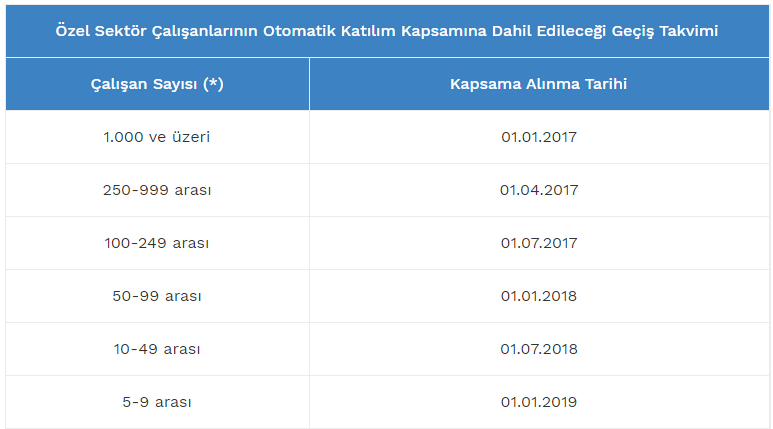 Özel Sektör Çalışanlarının Otomatik Katılım Kapsamına Dahil Edileceği Geçiş Takvimi
Çalışan Sayısı (*) Kapsama Alınma Tarihi
1.000 ve üzeri 01.01.2017
250-999 arası 01.04.2017
100-249 arası 01.07.2017
50-99 arası 01.01.2018
10-49 arası 01.07.2018
5-9 arası 01.01.2019